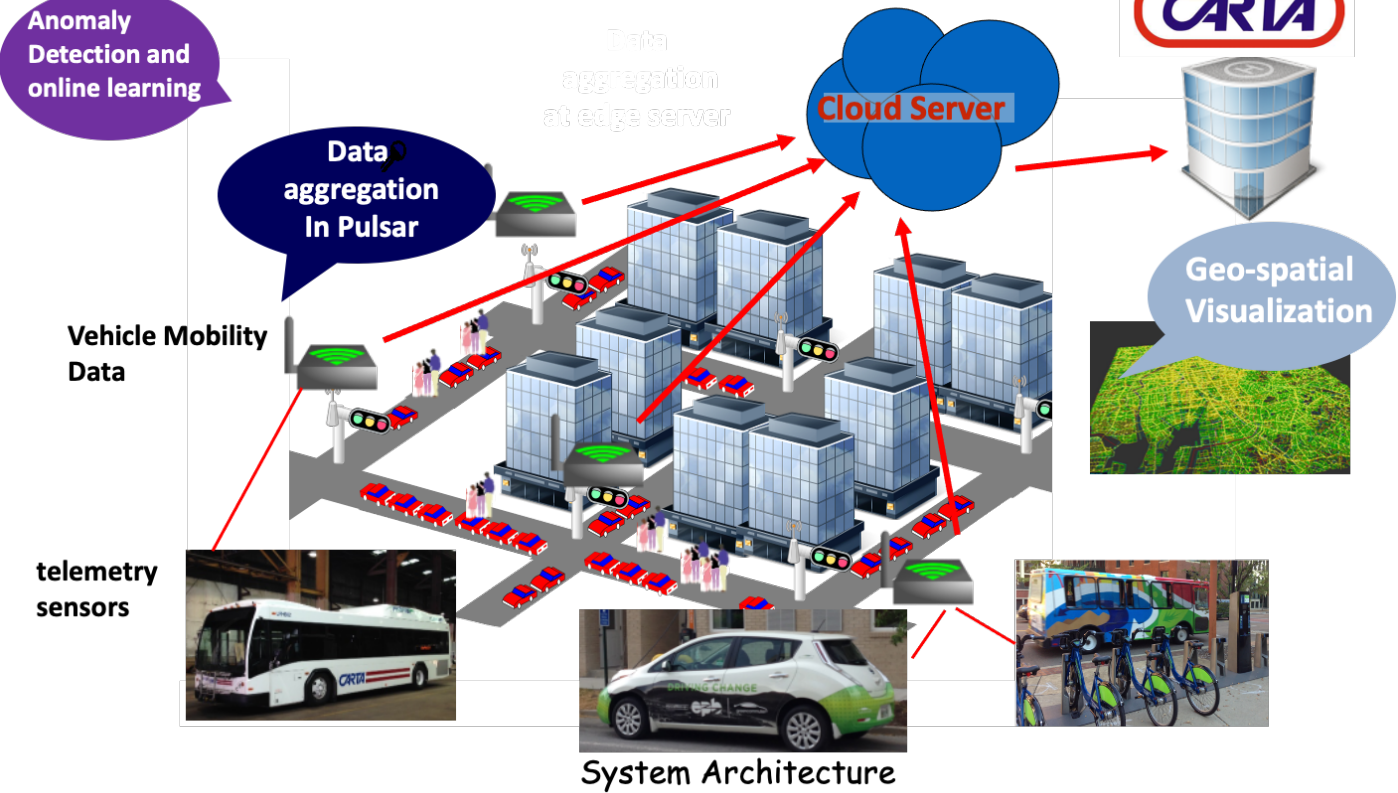 Anomaly
Detection and
online learning
Data
aggregation
at edge server
Cloud Server
CARTA
Data
aggregation
In Pulsar
Geo-spatial
Visualization
Vehicle Mobility
Data
telemetry
sensors
CARTA
DRIVING CHANGE
epb
System Architecture